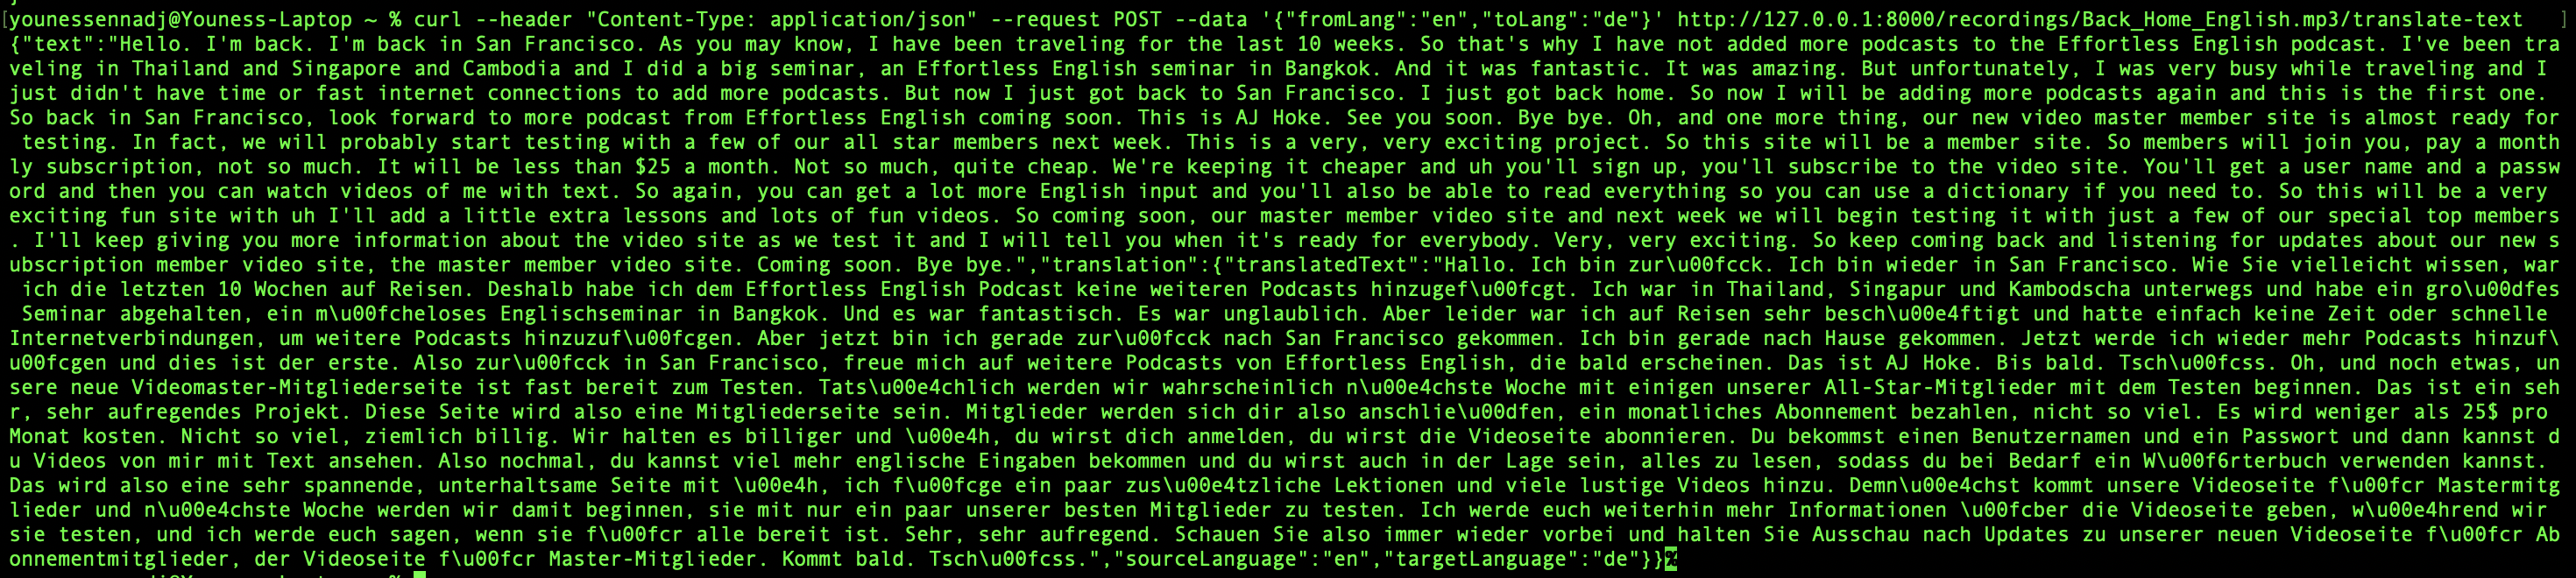 [younessennadj@Youness-Laptop ~ % curl --header "Content-Type: application/json" --request POST --data '{"fromLang":"en","toLang":"de"}' http://127.0.0.1:8000/recordings/Back_Home_English.mp3/translate-text ]
{"text":"Hello. I'm back. I'm back in San Francisco. As you may know, I have been traveling for the last 10 weeks. So that's why I have not added more podcasts to the Effortless English podcast. I've been tra
veling in Thailand and Singapore and Cambodia and I did a big seminar, an Effortless English seminar in Bangkok. And it was fantastic. It was amazing. But unfortunately, I was very busy while traveling and I
just didn't have time or fast internet connections to add more podcasts. But now I just got back to San Francisco. I just got back home. So now I will be adding more podcasts again and this is the first one.
So back in San Francisco, look forward to more podcast from Effortless English coming soon. This is AJ Hoke. See you soon. Bye bye. Oh, and one more thing, our new video master member site is almost ready for
testing. In fact, we will probably start testing with a few of our all star members next week. This is a very, very exciting project. So this site will be a member site. So members will join you, pay a month
ly subscription, not so much. It will be less than $25 a month. Not so much, quite cheap. We're keeping it cheaper and uh you'll sign up, you'll subscribe to the video site. You'll get a user name and a passw
ord and then you can watch videos of me with text. So again, you can get a lot more English input and you'll also be able to read everything so you can use a dictionary if you need to. So this will be a very
exciting fun site with uh I'll add a little extra lessons and lots of fun videos. So coming soon, our master member video site and next week we will begin testing it with just a few of our special top members
. I'll keep giving you more information about the video site as we test it and I will tell you when it's ready for everybody. Very, very exciting. So keep coming back and listening for updates about our new s
ubscription member video site, the master member video site. Coming soon. Bye bye.","translation":{"translatedText":"Hallo. Ich bin zur\u00fcck. Ich bin wieder in San Francisco. Wie Sie vielleicht wissen, war
ich die letzten 10 Wochen auf Reisen. Deshalb habe ich dem Effortless English Podcast keine weiteren Podcasts hinzugef\u00fcgt. Ich war in Thailand, Singapur und Kambodscha unterwegs und habe ein gro\u00dfes
Seminar abgehalten, ein m\u00fcheloses Englischseminar in Bangkok. Und es war fantastisch. Es war unglaublich. Aber leider war ich auf Reisen sehr besch\u00e4ftigt und hatte einfach keine Zeit oder schnelle
Internetverbindungen, um weitere Podcasts hinzuzuf\u00fcgen. Aber jetzt bin ich gerade zur\u00fcck nach San Francisco gekommen. Ich bin gerade nach Hause gekommen. Jetzt werde ich wieder mehr Podcasts hinzuf\
u00fcgen und dies ist der erste. Also zur\u00fcck in San Francisco, freue mich auf weitere Podcasts von Effortless English, die bald erscheinen. Das ist AJ Hoke. Bis bald. Tsch\u00fcss. Oh, und noch etwas, un
sere neue Videomaster-Mitgliederseite ist fast bereit zum Testen. Tats\u00e4chlich werden wir wahrscheinlich n\u00e4chste Woche mit einigen unserer All-Star-Mitglieder mit dem Testen beginnen. Das ist ein seh
r, sehr aufregendes Projekt. Diese Seite wird also eine Mitgliederseite sein. Mitglieder werden sich dir also anschlie\u00dfen, ein monatliches Abonnement bezahlen, nicht so viel. Es wird weniger als 25$ pro
Monat kosten. Nicht so viel, ziemlich billig. Wir halten es billiger und \u00e4h, du wirst dich anmelden, du wirst die Videoseite abonnieren. Du bekommst einen Benutzernamen und ein Passwort und dann kannst d
u Videos von mir mit Text ansehen. Also nochmal, du kannst viel mehr englische Eingaben bekommen und du wirst auch in der Lage sein, alles zu lesen, sodass du bei Bedarf ein W\u00f6rterbuch verwenden kannst.
Das wird also eine sehr spannende, unterhaltsame Seite mit \u00e4h, ich f\u00fcge ein paar zus\u00e4tzliche Lektionen und viele lustige Videos hinzu. Demn\u00e4chst kommt unsere Videoseite f\u00fcr Mastermitg
lieder und n\u00e4chste Woche werden wir damit beginnen, sie mit nur ein paar unserer besten Mitglieder zu testen. Ich werde euch weiterhin mehr Informationen \u00fcber die Videoseite geben, w\u00e4hrend wir
sie testen, und ich werde euch sagen, wenn sie f\u00fcr alle bereit ist. Sehr, sehr aufregend. Schauen Sie also immer wieder vorbei und halten Sie Ausschau nach Updates zu unserer neuen Videoseite f\u00fcr Ab
onnementmitglieder, der Videoseite f\u00fcr Master-Mitglieder. Kommt bald. Tsch\u00fcss.","sourceLanguage":"en","targetLanguage":"de"}}%